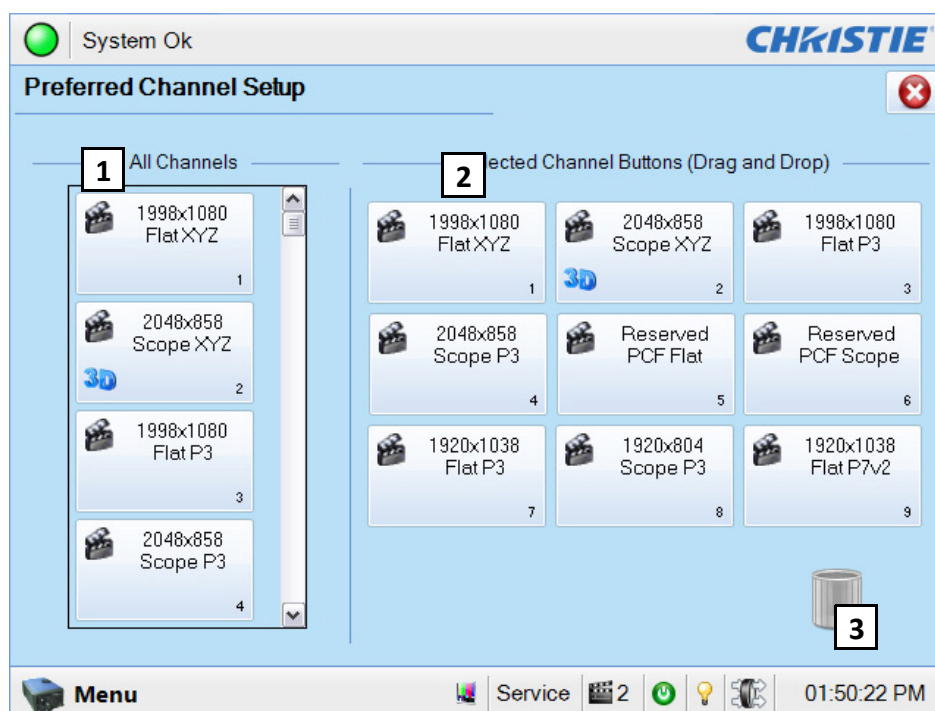 System Ok
CHRISTIE
Preferred Channel Setup
1
All Channels
2
ected Channel Buttons (Drag and Drop)
1998x1080
Flat XYZ
1
2048x858
Scope XYZ
3D
2
1998x1080
Flat P3
3
2048x858
Scope P3
4
1998x1080
Flat XYZ
1
2048x858
Scope XYZ
3D
2
1998x1080
Flat P3
3
2048x858
Scope P3
4
Reserved
PCF Flat
5
Reserved
PCF Scope
6
1920x1038
Flat P3
7
1920x804
Scope P3
8
1920x1038
Flat P7v2
9
3
Menu
Service
2
01:50:22 PM